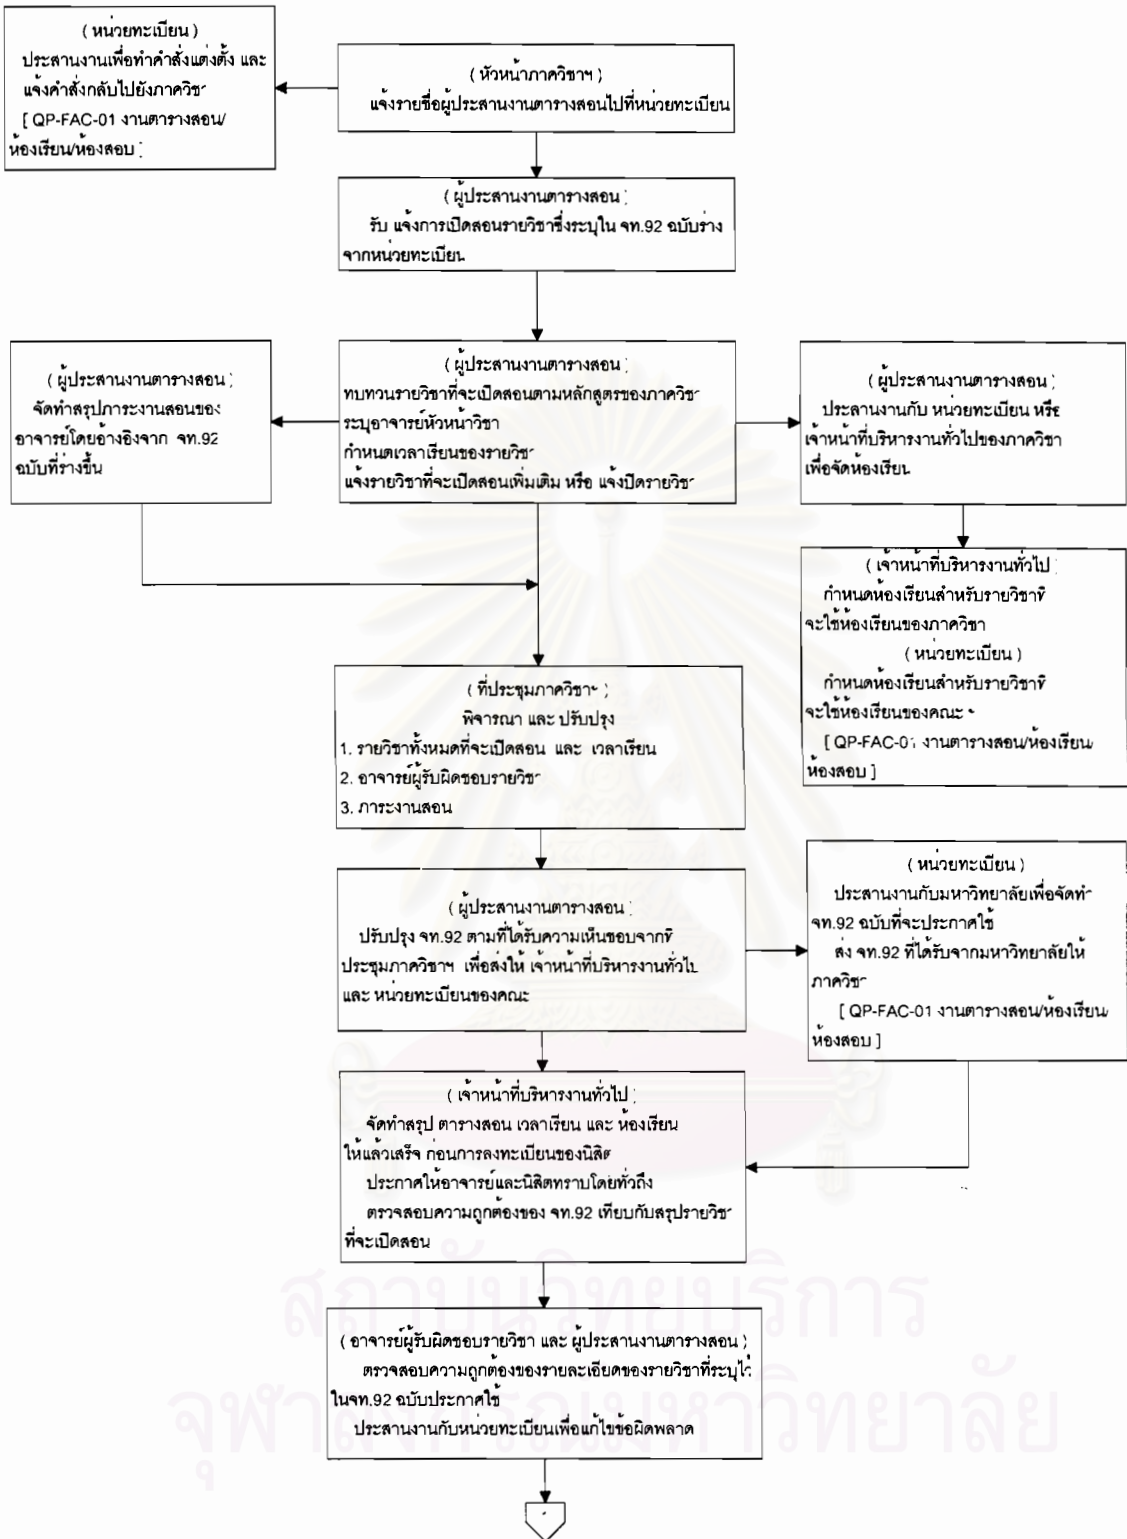 ( หน่วยทะเบียน )
ประสานงานเพื่อทำคำสั่งแต่งตั้ง และ
แจ้งคำสั่งกลับไปยังภาควิชา
[ QP-FAC-01 งานตารางสอน/
ห้องเรียน/ห้องสอบ ]
( หัวหน้าภาควิชาฯ )
แจ้งรายชื่อผู้ประสานงานตารางสอนไปที่หน่วยทะเบียน
( ผู้ประสานงานตารางสอน )
รับ แจ้งการเปิดสอนรายวิชาซึ่งระบุใน จท.92 ฉบับร่าง
จากหน่วยทะเบียน
( ผู้ประสานงานตารางสอน )
จัดทำสรุปภาระงานสอนของ
อาจารย์โดยอ้างอิงจาก จท.92
ฉบับที่ร่างขึ้น
( ผู้ประสานงานตารางสอน )
ทบทวนรายวิชาที่จะเปิดสอนตามหลักสูตรของภาควิชา
ระบุอาจารย์หัวหน้าวิชา
กำหนดเวลาเรียนของรายวิชา
แจ้งรายวิชาที่จะเปิดสอนเพิ่มเติม หรือ แจ้งปิดรายวิชา
( ผู้ประสานงานตารางสอน )
ประสานงานกับ หน่วยทะเบียน หรือ
เจ้าหน้าที่บริหารงานทั่วไปของภาควิชา
เพื่อจัดห้องเรียน
( เจ้าหน้าที่บริหารงานทั่วไป )
กำหนดห้องเรียนสำหรับรายวิชาที่
จะใช้ห้องเรียนของภาควิชา
( หน่วยทะเบียน )
กำหนดห้องเรียนสำหรับรายวิชาที่
จะใช้ห้องเรียนของคณะ ฯ
[ QP-FAC-01 งานตารางสอน/ห้องเรียน/
ห้องสอบ ]
( ที่ประชุมภาควิชาฯ )
พิจารณา และ ปรับปรุง
1. รายวิชาทั้งหมดที่จะเปิดสอน และ เวลาเรียน
2. อาจารย์ผู้รับผิดชอบรายวิชา
3. ภาระงานสอน
( ผู้ประสานงานตารางสอน )
ปรับปรุง จท.92 ตามที่ได้รับความเห็นชอบจากที่
ประชุมภาควิชาฯ เพื่อส่งให้ เจ้าหน้าที่บริหารงานทั่วไป
และ หน่วยทะเบียนของคณะ
( หน่วยทะเบียน )
ประสานงานกับมหาวิทยาลัยเพื่อจัดทำ
จท.92 ฉบับที่จะประกาศใช้
ส่ง จท.92 ที่ได้รับจากมหาวิทยาลัยให้
ภาควิชา
[ QP-FAC-01 งานตารางสอน/ห้องเรียน/
ห้องสอบ ]
( เจ้าหน้าที่บริหารงานทั่วไป )
จัดทำสรุป ตารางสอน เวลาเรียน และ ห้องเรียน
ให้แล้วเสร็จ ก่อนการลงทะเบียนของนิสิต
ประกาศให้อาจารย์และนิสิตทราบโดยทั่วถึง
ตรวจสอบความถูกต้องของ จท.92 เทียบกับสรุปรายวิชา
ที่จะเปิดสอน
( อาจารย์ผู้รับผิดชอบรายวิชา และ ผู้ประสานงานตารางสอน )
ตรวจสอบความถูกต้องของรายละเอียดของรายวิชาที่ระบุไว้
ในจท.92 ฉบับประกาศใช้
ประสานงานกับหน่วยทะเบียนเพื่อแก้ไขข้อผิดพลาด
สถาบันวิทยบริการ
จุฬาลงกรณ์มหาวิทยาลัย